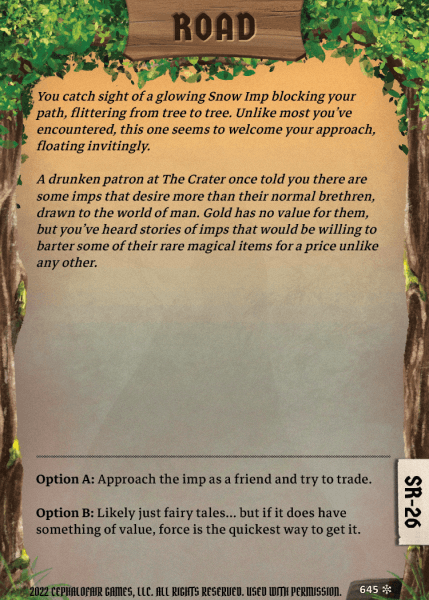 ROAD
You catch sight of a glowing Snow Imp blocking your
path, flittering from tree to tree. Unlike most you've
encountered, this one seems to welcome your approach,
floating invitingly.
A drunken patron at The Crater once told you there are
some imps that desire more than their normal brethren,
drawn to the world of man. Gold has no value for them,
but you've heard stories of imps that would be willing to
barter some of their rare magical items for a price unlike
any other.
Option A: Approach the imp as a friend and try to trade.
Option B: Likely just fairy tales... but if it does have
something of value, force is the quickest way to get it.
SR-26
2022 CEPHALOFAIR GAMES, LLC. ALL RIGHTS RESERVED. USED WITH PERMISSION.
645 ✼